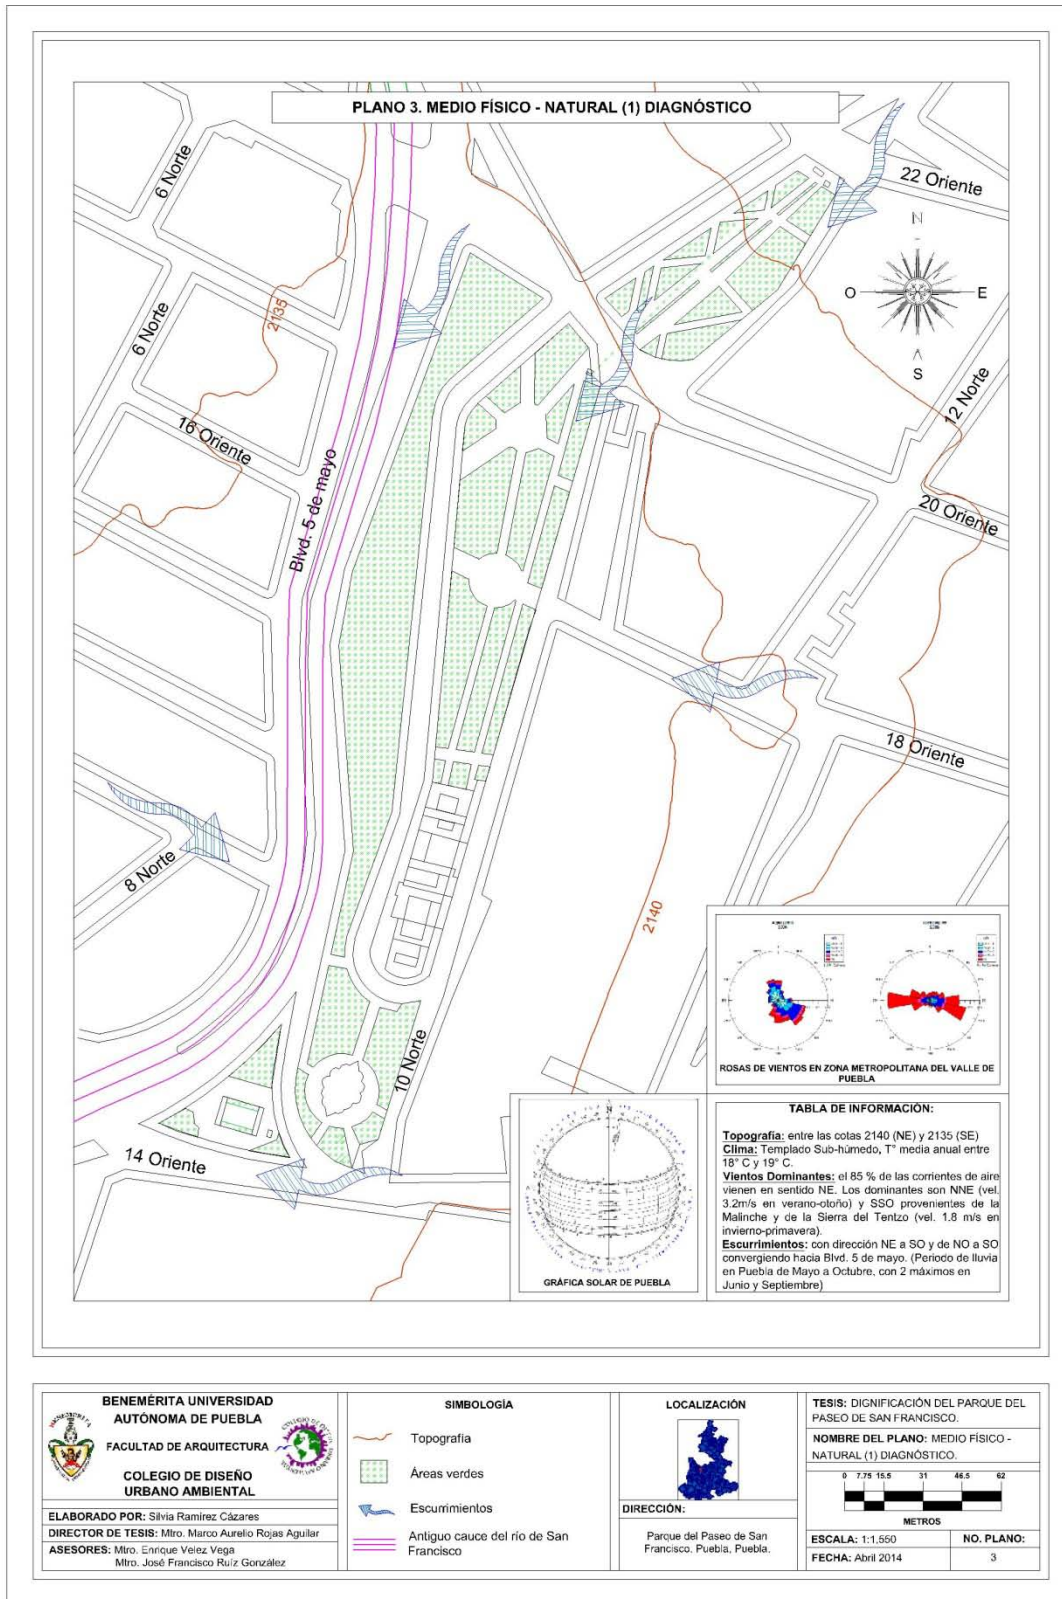 PLANO 3. MEDIO FÍSICO - NATURAL (1) DIAGNÓSTICO
6 Norte
22 Oriente
N
O
E
S
2135
6 Norte
12 Norte
16 Oriente
Blvd. 5 de mayo
20 Oriente
18 Oriente
8 Norte
2140
10 Norte
14 Oriente
ROSAS DE VIENTOS EN ZONA METROPOLITANA DEL VALLE DE
PUEBLA
GRÁFICA SOLAR DE PUEBLA
TABLA DE INFORMACIÓN:
Topografía: entre las cotas 2140 (NE) y 2135 (SE)
Clima: Templado Sub-húmedo, T° media anual entre
18° C y 19° C.
Vientos Dominantes: el 85 % de las corrientes de aire
vienen en sentido NE. Los dominantes son NNE (vel.
3.2m/s en verano-otoño) y SSO provenientes de la
Malinche y de la Sierra del Tentzo (vel. 1.8 m/s en
invierno-primavera).
Escurrimientos: con dirección NE a SO y de NO a SO
convergiendo hacia Blvd. 5 de mayo. (Periodo de lluvia
en Puebla de Mayo a Octubre, con 2 máximos en
Junio y Septiembre)
BENEMÉRITA UNIVERSIDAD
AUTÓNOMA DE PUEBLA
FACULTAD DE ARQUITECTURA
COLEGIO DE DISEÑO
URBANO AMBIENTAL
ELABORADO POR: Silvia Ramírez Cázares
DIRECTOR DE TESIS: Mtro. Marco Aurelio Rojas Aguilar
ASESORES: Mtro. Enrique Velez Vega
Mtro. José Francisco Ruíz González
SIMBOLOGÍA
Topografía
Áreas verdes
Escurrimientos
Antiguo cauce del río de San
Francisco
LOCALIZACIÓN
DIRECCIÓN:
Parque del Paseo de San
Francisco. Puebla, Puebla.
TESIS: DIGNIFICACIÓN DEL PARQUE DEL
PASEO DE SAN FRANCISCO.
NOMBRE DEL PLANO: MEDIO FÍSICO -
NATURAL (1) DIAGNÓSTICO.
0 7.75 15.5 31 46.5 62
METROS
ESCALA: 1:1,550
NO. PLANO:
FECHA: Abril 2014
3